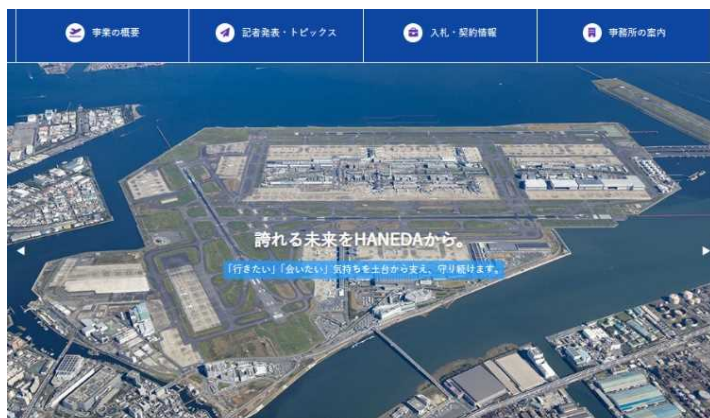 事業の概要
記者発表・トピックス
入札・契約情報
事務所の案内
誇れる未来をHANEDAから。
「行きたい」「会いたい」気持ちを土台から支え、守り続けます。